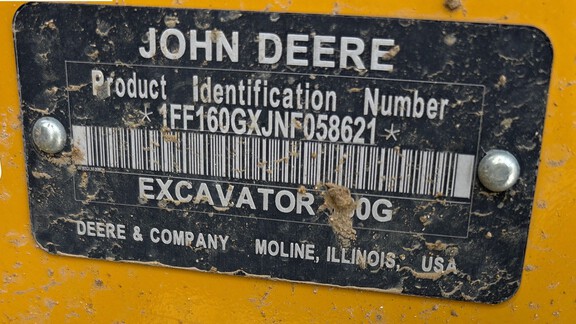 JOHN DEERE
Product Identification Number
*1FF160GXJNF058621*
EXCAVATOR
DEERE & COMPANY MOLINE, ILLINOIS, USA